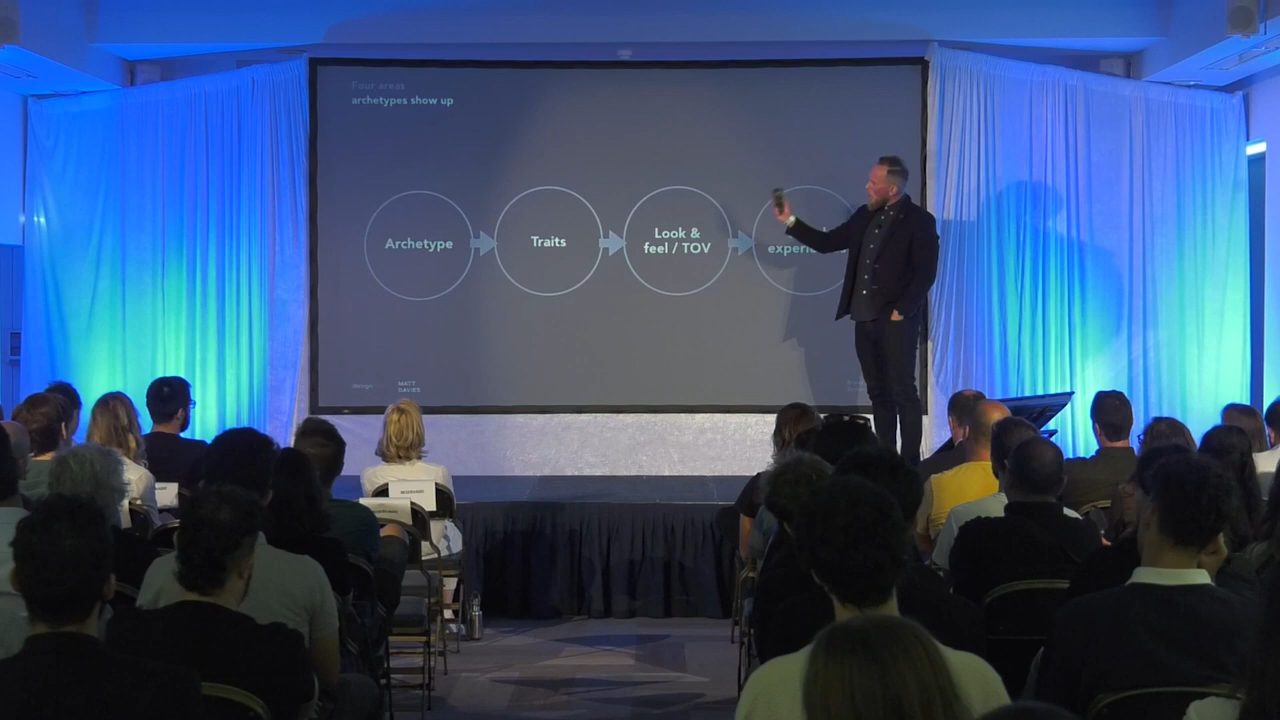 Four areas
archetypes show up
Archetype
Traits
Look &
feel / TOV
MATT
DAVIES